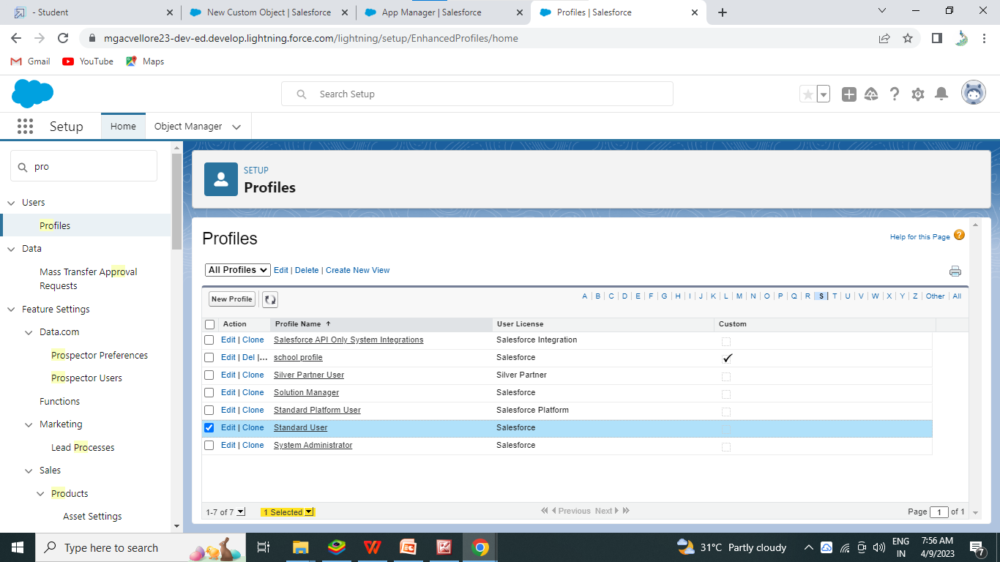 - Student
New Custom Object | Salesforce
App Manager | Salesforce
Profiles | Salesforce
mgacvellore23-dev-ed.develop.lightning.force.com/lightning/setup/EnhancedProfiles/home
Gmail
YouTube
Maps
Search Setup
Setup
Home
Object Manager
pro
Users
Profiles
Data
Mass Transfer Approval
Requests
Feature Settings
Data.com
Prospector Preferences
Prospector Users
Functions
Marketing
Lead Processes
Sales
Products
Asset Settings
SETUP
Profiles
Profiles
Help for this Page ?
All Profiles Edit | Delete | Create New View
New Profile
A | B | C | D | E | F | G | H | I | J | K | L | M | N | O | P | Q | R | S | T | U | V | W | X | Y | Z | Other | All
Action Profile Name ↑ User License Custom
Edit | Clone Salesforce API Only System Integrations Salesforce Integration
Edit | Del |... school profile Salesforce ✓
Edit | Clone Silver Partner User Silver Partner
Edit | Clone Solution Manager Salesforce
Edit | Clone Standard Platform User Salesforce Platform
Edit | Clone Standard User Salesforce
Edit | Clone System Administrator Salesforce
1-7 of 7 1 Selected Previous Next Page 1 of 1
Type here to search
31°C Partly cloudy
ENG
IN
7:56 AM
4/9/2023
7